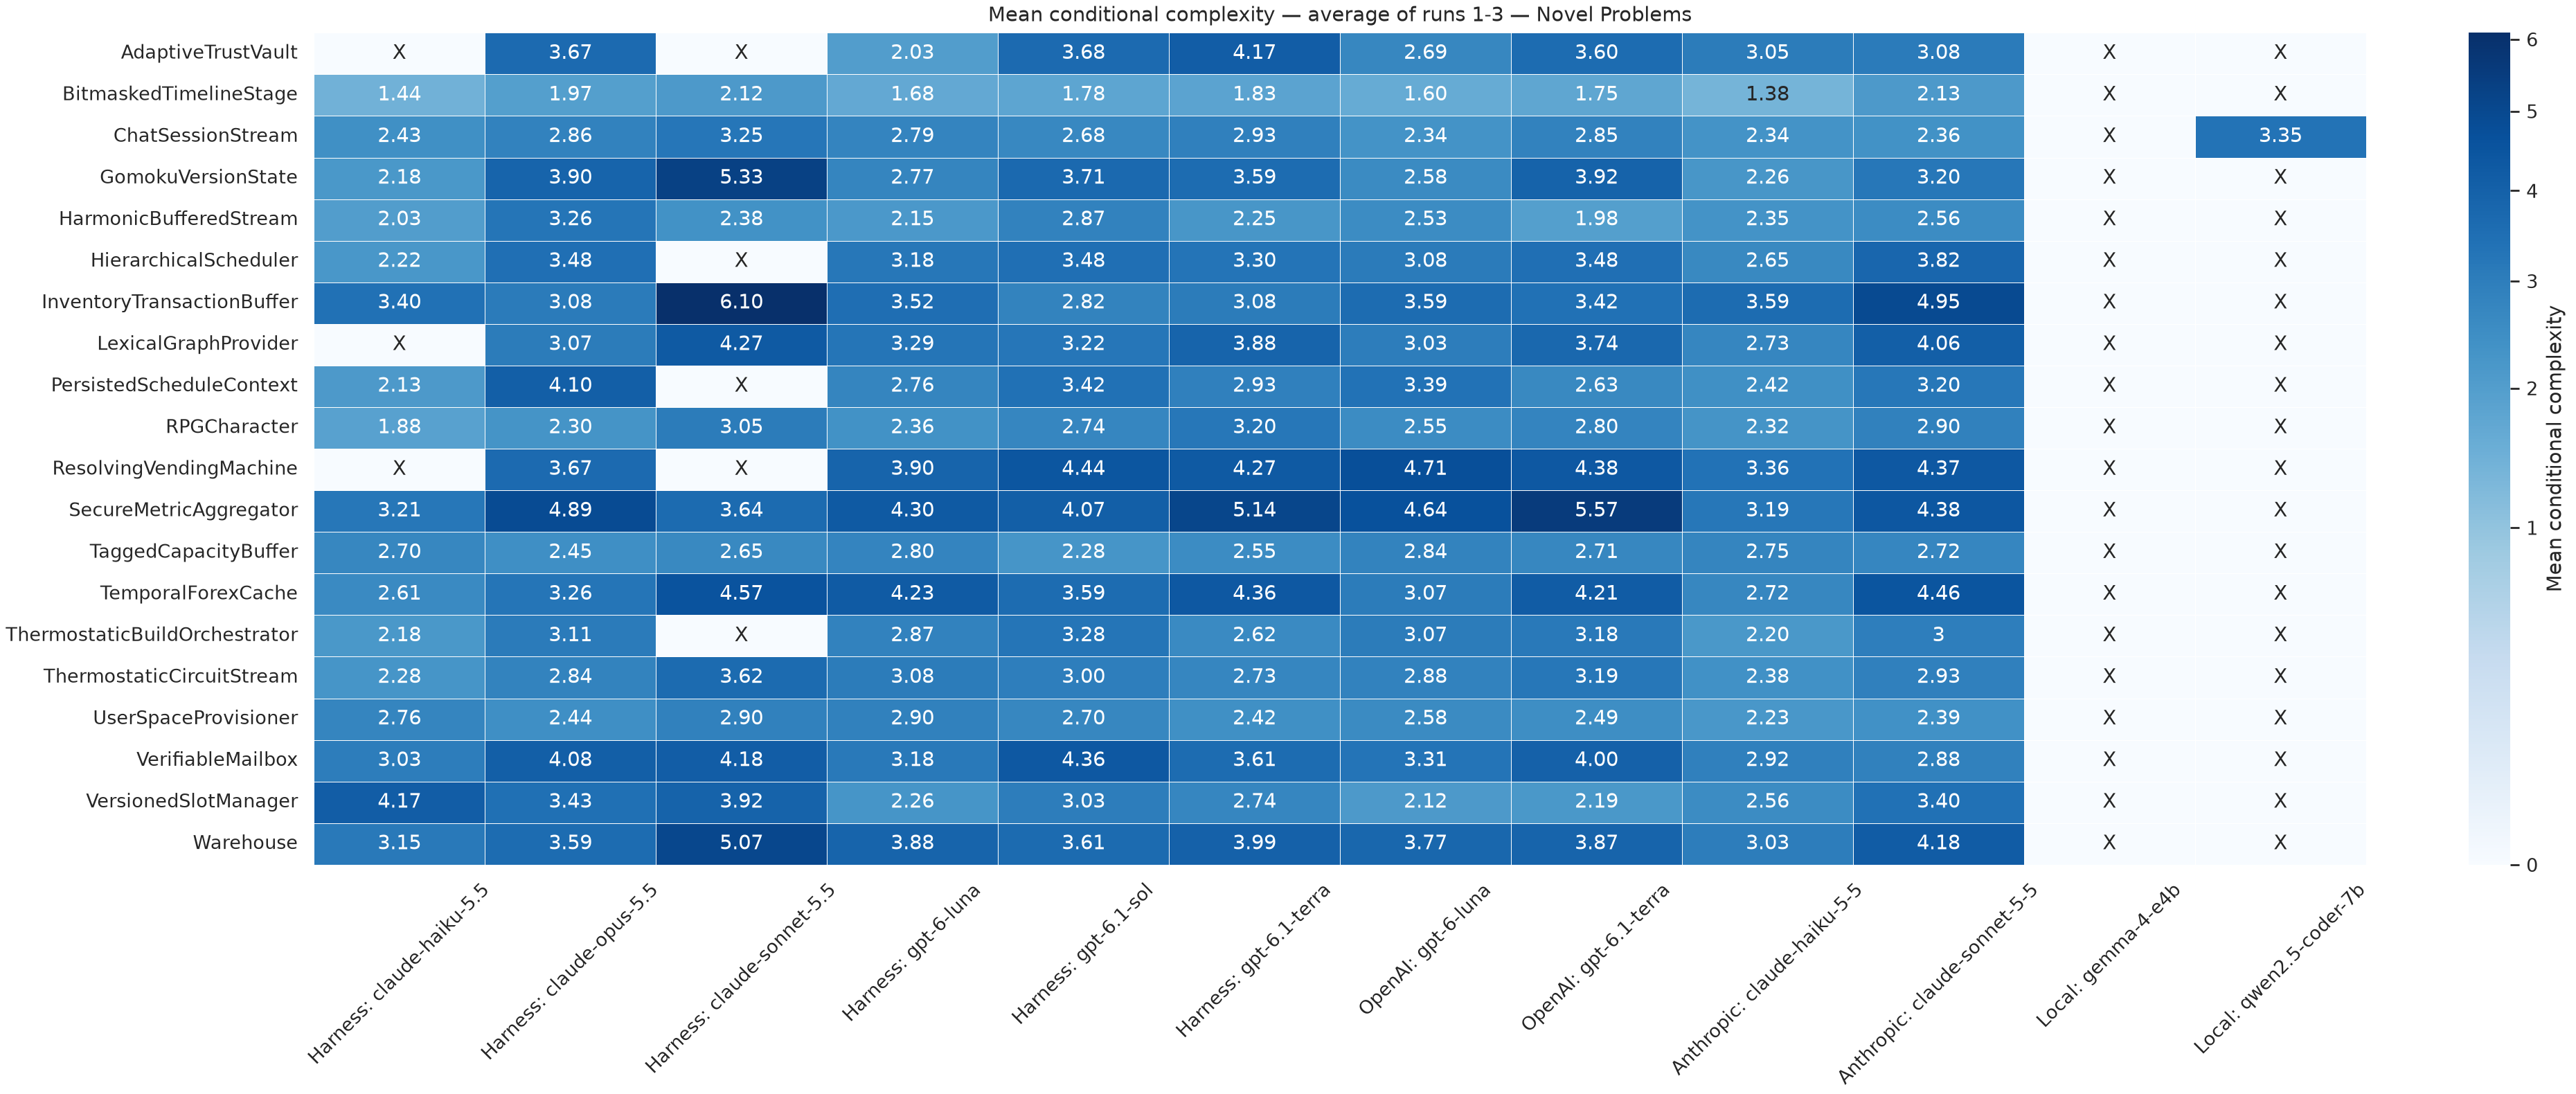 Mean conditional complexity — average of runs 1-3 — Novel Problems
AdaptiveTrustVault X 3.67 X 2.03 3.68 4.17 2.69 3.60 3.05 3.08 X X
BitmaskedTimelineStage 1.44 1.97 2.12 1.68 1.78 1.83 1.60 1.75 1.38 2.13 X X
ChatSessionStream 2.43 2.86 3.25 2.79 2.68 2.93 2.34 2.85 2.34 2.36 X 3.35
GomokuVersionState 2.18 3.90 5.33 2.77 3.71 3.59 2.58 3.92 2.26 3.20 X X
HarmonicBufferedStream 2.03 3.26 2.38 2.15 2.87 2.25 2.53 1.98 2.35 2.56 X X
HierarchicalScheduler 2.22 3.48 X 3.18 3.48 3.30 3.08 3.48 2.65 3.82 X X
InventoryTransactionBuffer 3.40 3.08 6.10 3.52 2.82 3.08 3.59 3.42 3.59 4.95 X X
LexicalGraphProvider X 3.07 4.27 3.29 3.22 3.88 3.03 3.74 2.73 4.06 X X
PersistedScheduleContext 2.13 4.10 X 2.76 3.42 2.93 3.39 2.63 2.42 3.20 X X
RPGCharacter 1.88 2.30 3.05 2.36 2.74 3.20 2.55 2.80 2.32 2.90 X X
ResolvingVendingMachine X 3.67 X 3.90 4.44 4.27 4.71 4.38 3.36 4.37 X X
SecureMetricAggregator 3.21 4.89 3.64 4.30 4.07 5.14 4.64 5.57 3.19 4.38 X X
TaggedCapacityBuffer 2.70 2.45 2.65 2.80 2.28 2.55 2.84 2.71 2.75 2.72 X X
TemporalForexCache 2.61 3.26 4.57 4.23 3.59 4.36 3.07 4.21 2.72 4.46 X X
ThermostaticBuildOrchestrator 2.18 3.11 X 2.87 3.28 2.62 3.07 3.18 2.20 3 X X
ThermostaticCircuitStream 2.28 2.84 3.62 3.08 3.00 2.73 2.88 3.19 2.38 2.93 X X
UserSpaceProvisioner 2.76 2.44 2.90 2.90 2.70 2.42 2.58 2.49 2.23 2.39 X X
VerifiableMailbox 3.03 4.08 4.18 3.18 4.36 3.61 3.31 4.00 2.92 2.88 X X
VersionedSlotManager 4.17 3.43 3.92 2.26 3.03 2.74 2.12 2.19 2.56 3.40 X X
Warehouse 3.15 3.59 5.07 3.88 3.61 3.99 3.77 3.87 3.03 4.18 X X
Harness: claude-haiku-5.5
Harness: claude-opus-5.5
Harness: claude-sonnet-5.5
Harness: gpt-6-luna
Harness: gpt-6.1-sol
Harness: gpt-6.1-terra
OpenAI: gpt-6-luna
OpenAI: gpt-6.1-terra
Anthropic: claude-haiku-5-5
Anthropic: claude-sonnet-5-5
Local: gemma-4-e4b
Local: qwen2.5-coder-7b
6
5
4
3
2
1
0
Mean conditional complexity